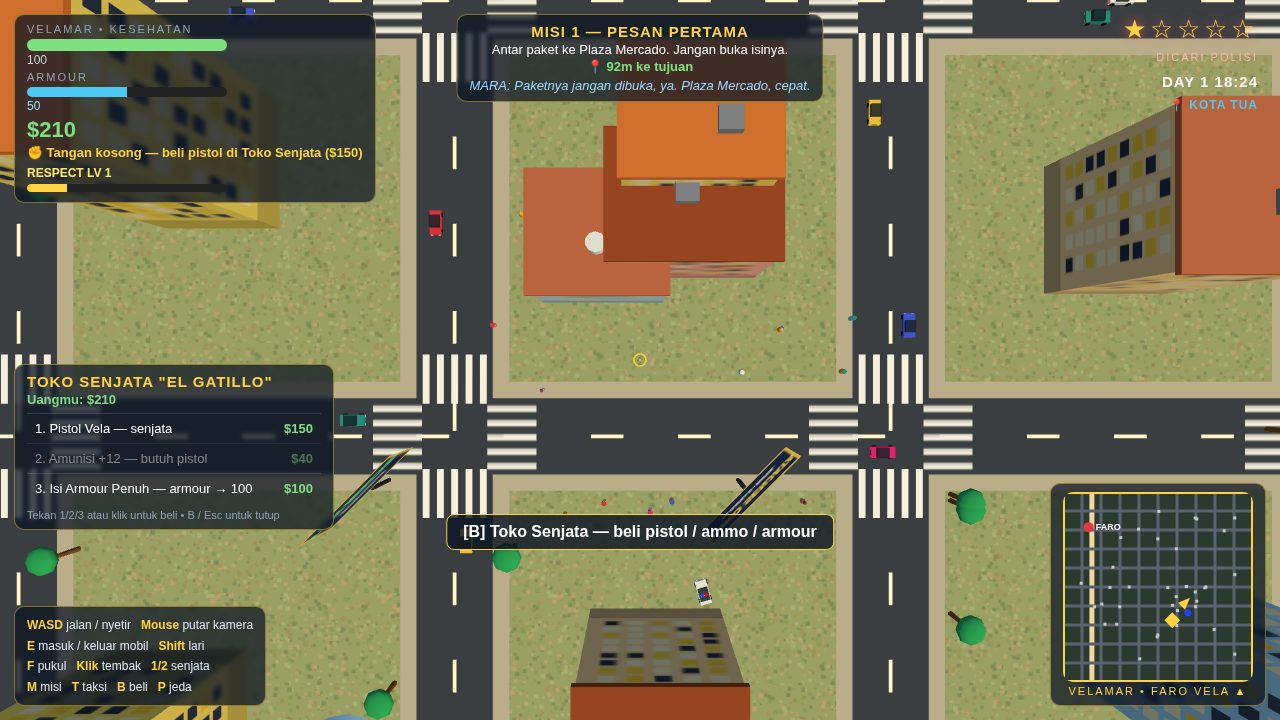 VELAMAR • KESEHATAN
100
ARMOUR
50
$210
✊ Tangan kosong — beli pistol di Toko Senjata ($150)
RESPECT LV 1
MISI 1 — PESAN PERTAMA
Antar paket ke Plaza Mercado. Jangan buka isinya.
📍 92m ke tujuan
MARA: Paketnya jangan dibuka, ya. Plaza Mercado, cepat.
★ ☆ ☆ ☆ ☆
DICARI POLISI
DAY 1 18:24
📍 KOTA TUA
TOKO SENJATA "EL GATILLO"
Uangmu: $210
1. Pistol Vela — senjata $150
2. Amunisi +12 — butuh pistol $40
3. Isi Armour Penuh — armour → 100 $100
Tekan 1/2/3 atau klik untuk beli • B / Esc untuk tutup
[B] Toko Senjata — beli pistol / ammo / armour
WASD jalan / nyetir Mouse putar kamera
E masuk / keluar mobil Shift lari
F pukul Klik tembak 1/2 senjata
M misi T taksi B beli P jeda
FARO
VELAMAR • FARO VELA ▲